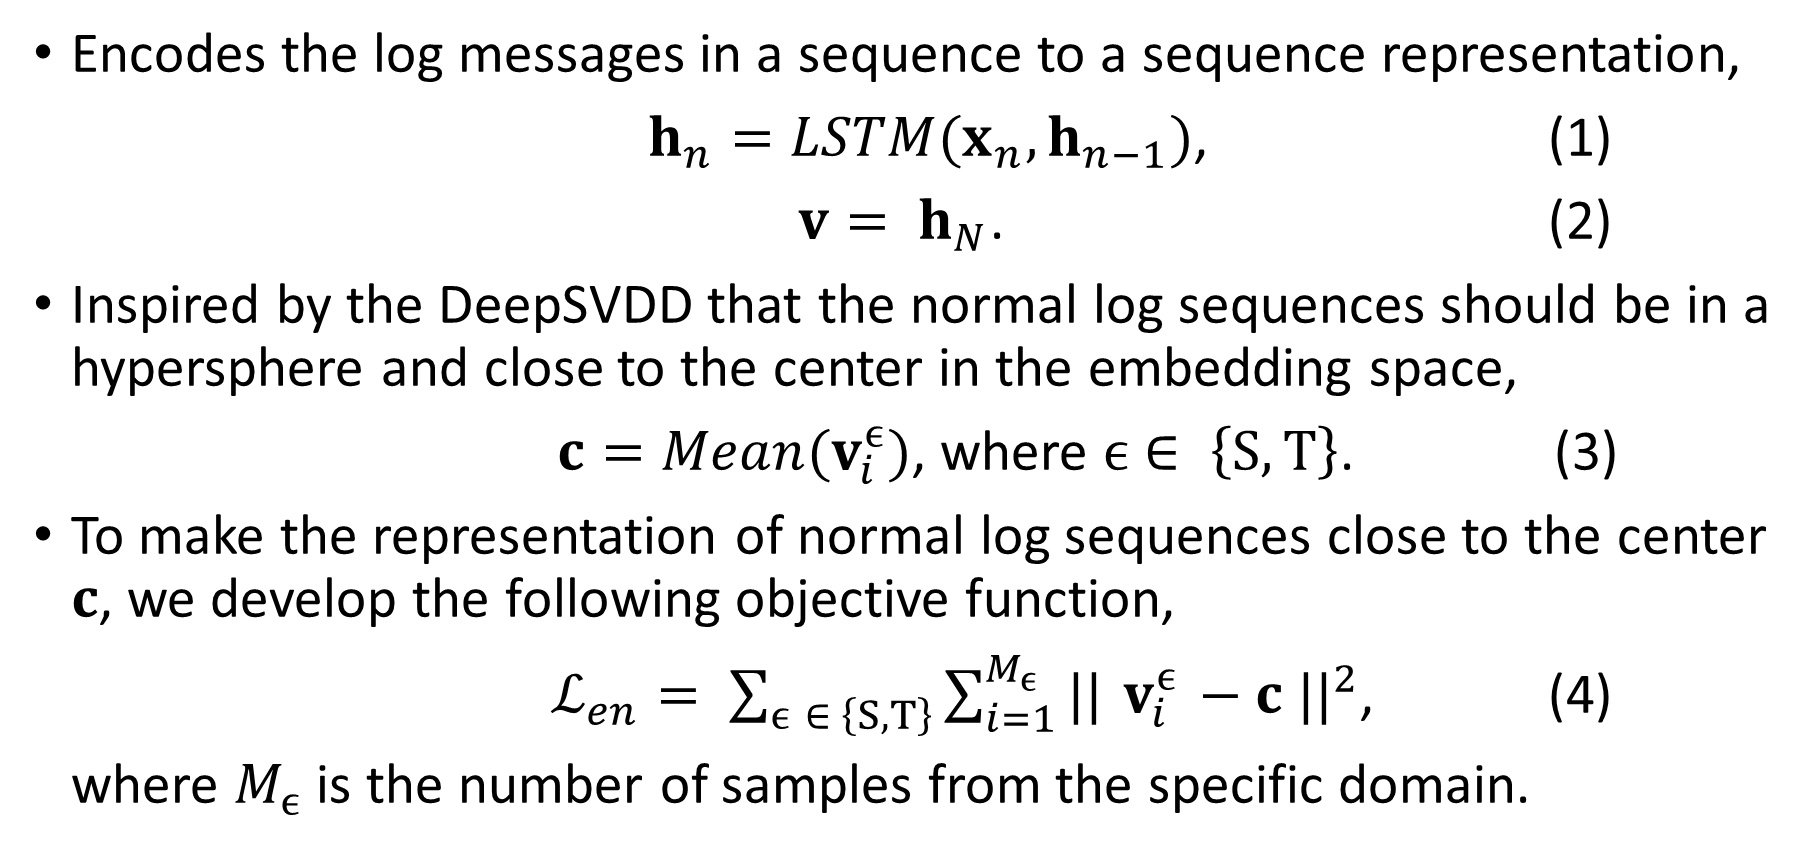 • Encodes the log messages in a sequence to a sequence representation,
𝐡ₙ = LSTM(𝐱ₙ, 𝐡ₙ₋₁), (1)
𝐯 = 𝐡_N. (2)
• Inspired by the DeepSVDD that the normal log sequences should be in a
hypersphere and close to the center in the embedding space,
𝐜 = Mean(𝐯_i^ϵ), where ϵ ∈ {S, T}. (3)
• To make the representation of normal log sequences close to the center
𝐜, we develop the following objective function,
ℒ_en = ∑_{ϵ ∈ {S,T}} ∑_{i=1}^{M_ϵ} || 𝐯_i^ϵ − 𝐜 ||², (4)
where M_ϵ is the number of samples from the specific domain.